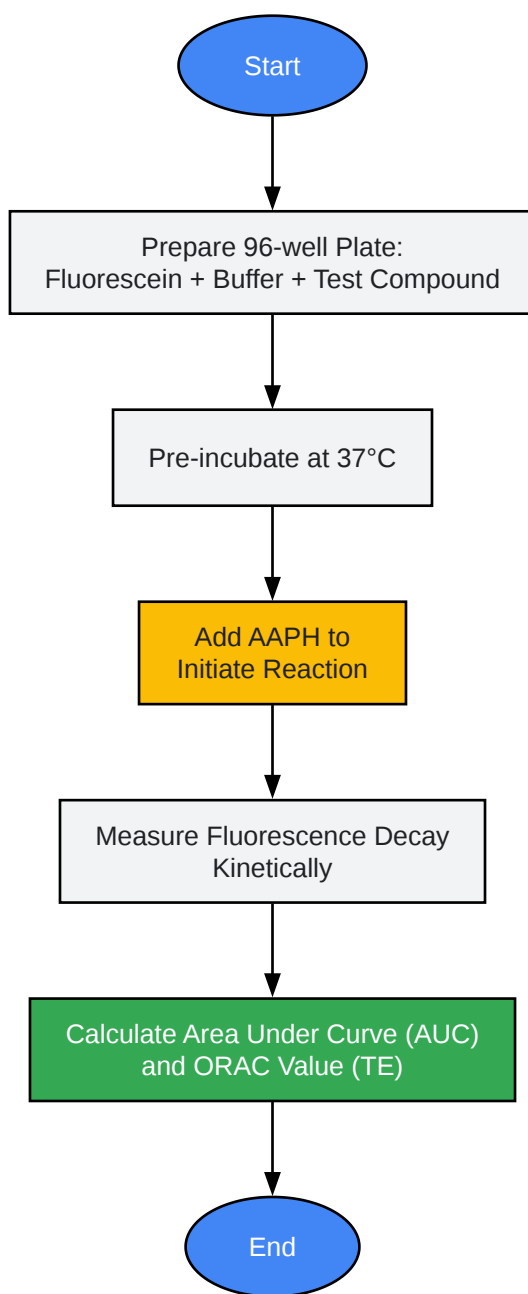 Start
Prepare 96-well Plate:
Fluorescein + Buffer + Test Compound
Pre-incubate at 37°C
Add AAPH to
Initiate Reaction
Measure Fluorescence Decay
Kinetically
Calculate Area Under Curve (AUC)
and ORAC Value (TE)
End